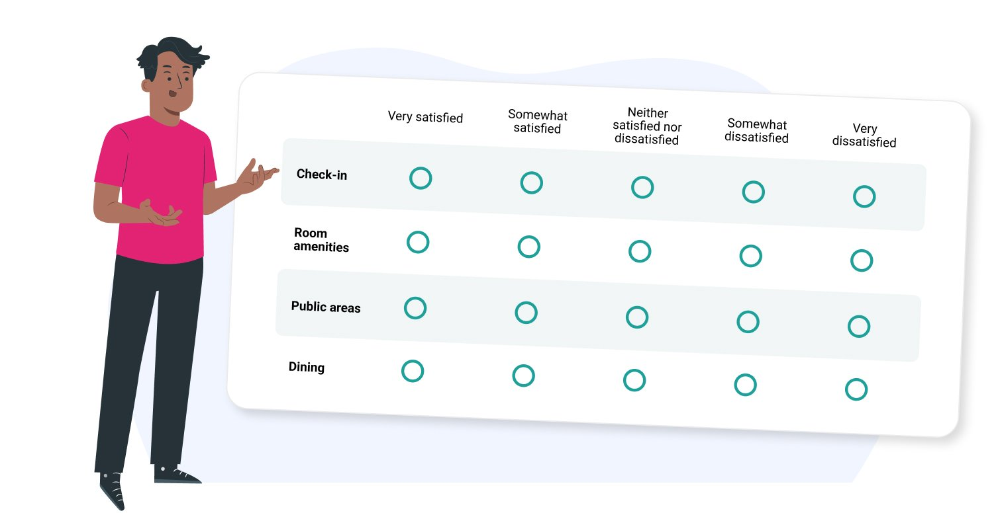 Very satisfied
Somewhat
satisfied
Neither
satisfied nor
dissatisfied
Somewhat
dissatisfied
Very
dissatisfied
Check-in
Room
amenities
Public areas
Dining